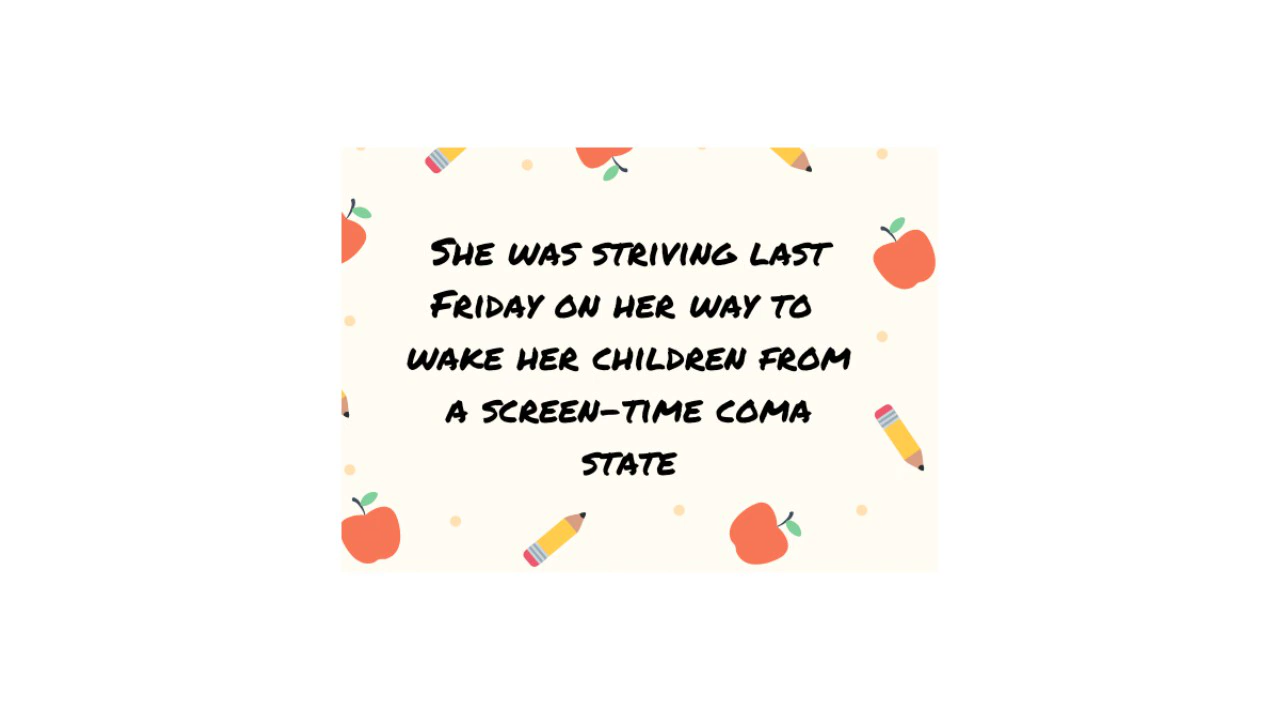 She was striving last
Friday on her way to
wake her children from
a screen-time coma
state